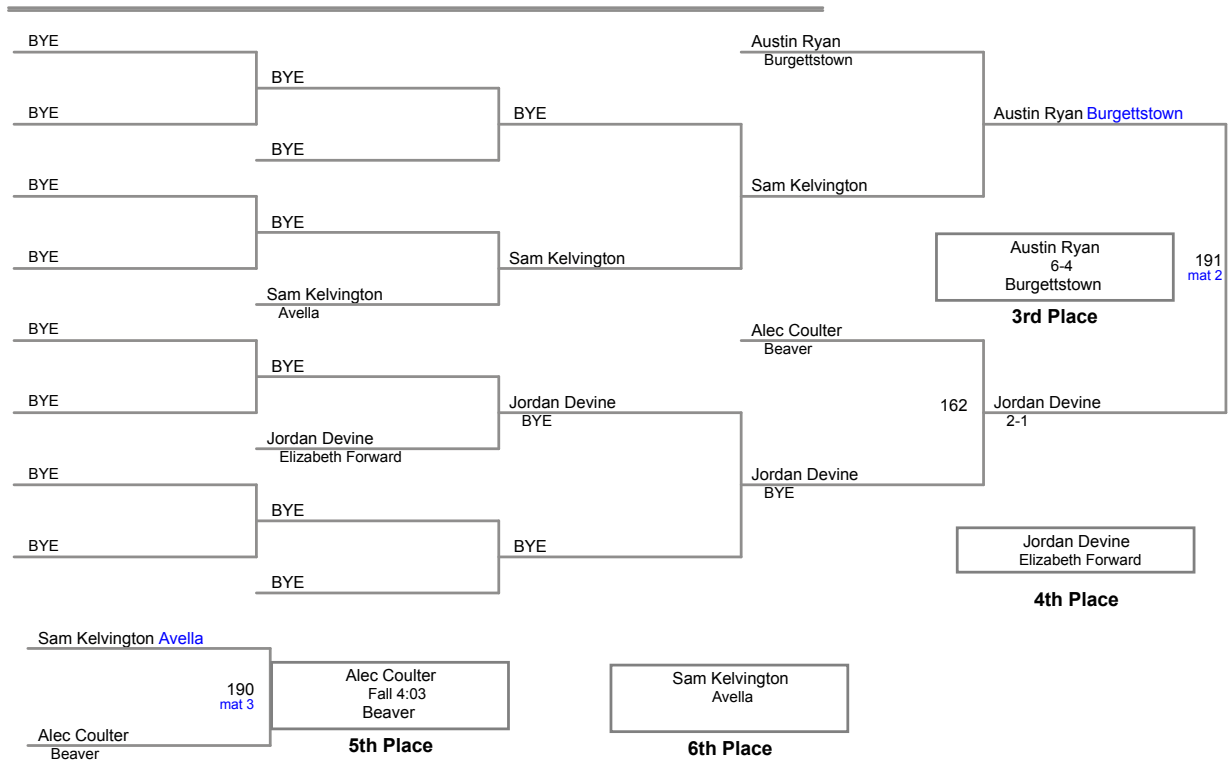 BYE
Austin Ryan
Burgettstown
BYE
BYE
BYE
Austin Ryan Burgettstown
BYE
BYE
Sam Kelvington
BYE
BYE
Sam Kelvington
Austin Ryan
6-4
Burgettstown
191
mat 2
3rd Place
Sam Kelvington
Avella
BYE
Alec Coulter
Beaver
BYE
BYE
Jordan Devine
BYE
162
Jordan Devine
2-1
Jordan Devine
Elizabeth Forward
BYE
Jordan Devine
BYE
BYE
BYE
BYE
Jordan Devine
Elizabeth Forward
4th Place
BYE
Sam Kelvington Avella
190
mat 3
Alec Coulter
Fall 4:03
Beaver
5th Place
Sam Kelvington
Avella
6th Place
Alec Coulter
Beaver